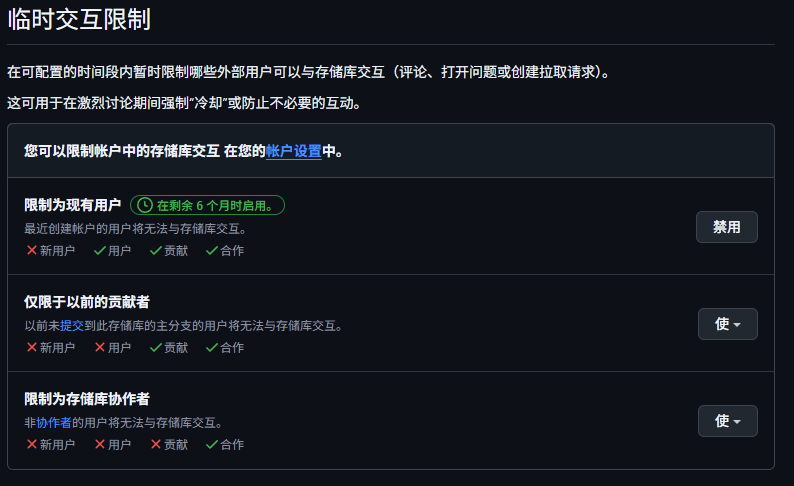 临时交互限制
在可配置的时间段内暂时限制哪些外部用户可以与存储库交互（评论、打开问题或创建拉取请求）。
这可用于在激烈讨论期间强制“冷却”或防止不必要的互动。
您可以限制帐户中的存储库交互 在您的帐户设置中。
限制为现有用户 在剩余 6 个月时启用。
最近创建帐户的用户将无法与存储库交互。
禁用
新用户 用户 贡献 合作
仅限于以前的贡献者
以前未提交到此存储库的主分支的用户将无法与存储库交互。
使
新用户 用户 贡献 合作
限制为存储库协作者
非协作者的用户将无法与存储库交互。
使
新用户 用户 贡献 合作